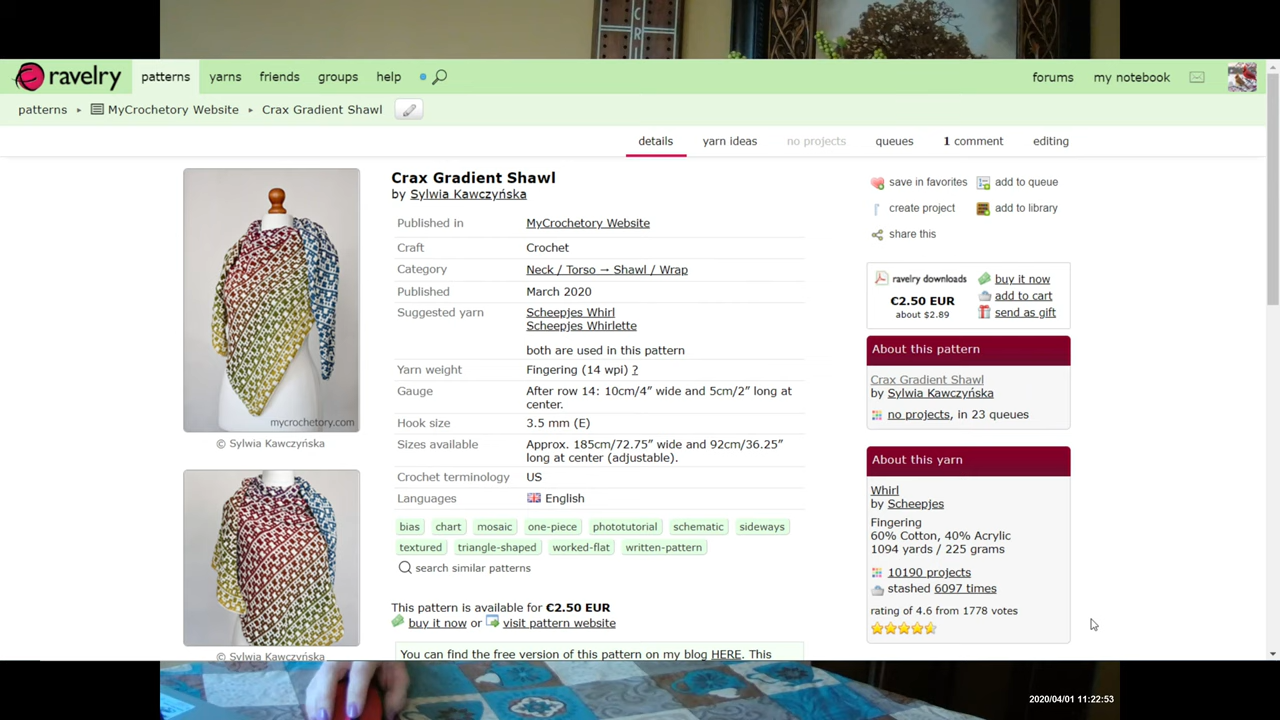 CRI
ravelry
patterns yarns friends groups help
forums my notebook
patterns ▸ MyCrochetory Website ▸ Crax Gradient Shawl
details yarn ideas no projects queues 1 comment editing
mycrochetory.com
© Sylwia Kawczyńska
© Sylwia Kawczyńska
Crax Gradient Shawl
by Sylwia Kawczyńska
Published in MyCrochetory Website
Craft Crochet
Category Neck / Torso → Shawl / Wrap
Published March 2020
Suggested yarn Scheepjes Whirl
Scheepjes Whirlette
both are used in this pattern
Yarn weight Fingering (14 wpi) ?
Gauge After row 14: 10cm/4” wide and 5cm/2” long at
center.
Hook size 3.5 mm (E)
Sizes available Approx. 185cm/72.75” wide and 92cm/36.25”
long at center (adjustable).
Crochet terminology US
Languages English
bias chart mosaic one-piece phototutorial schematic sideways
textured triangle-shaped worked-flat written-pattern
search similar patterns
This pattern is available for €2.50 EUR
buy it now or visit pattern website
You can find the free version of this pattern on my blog HERE. This
save in favorites add to queue
create project add to library
share this
ravelry downloads
€2.50 EUR
about $2.89
buy it now
add to cart
send as gift
About this pattern
Crax Gradient Shawl
by Sylwia Kawczyńska
no projects, in 23 queues
About this yarn
Whirl
by Scheepjes
Fingering
60% Cotton, 40% Acrylic
1094 yards / 225 grams
10190 projects
stashed 6097 times
rating of 4.6 from 1778 votes
2020/04/01 11:22:53